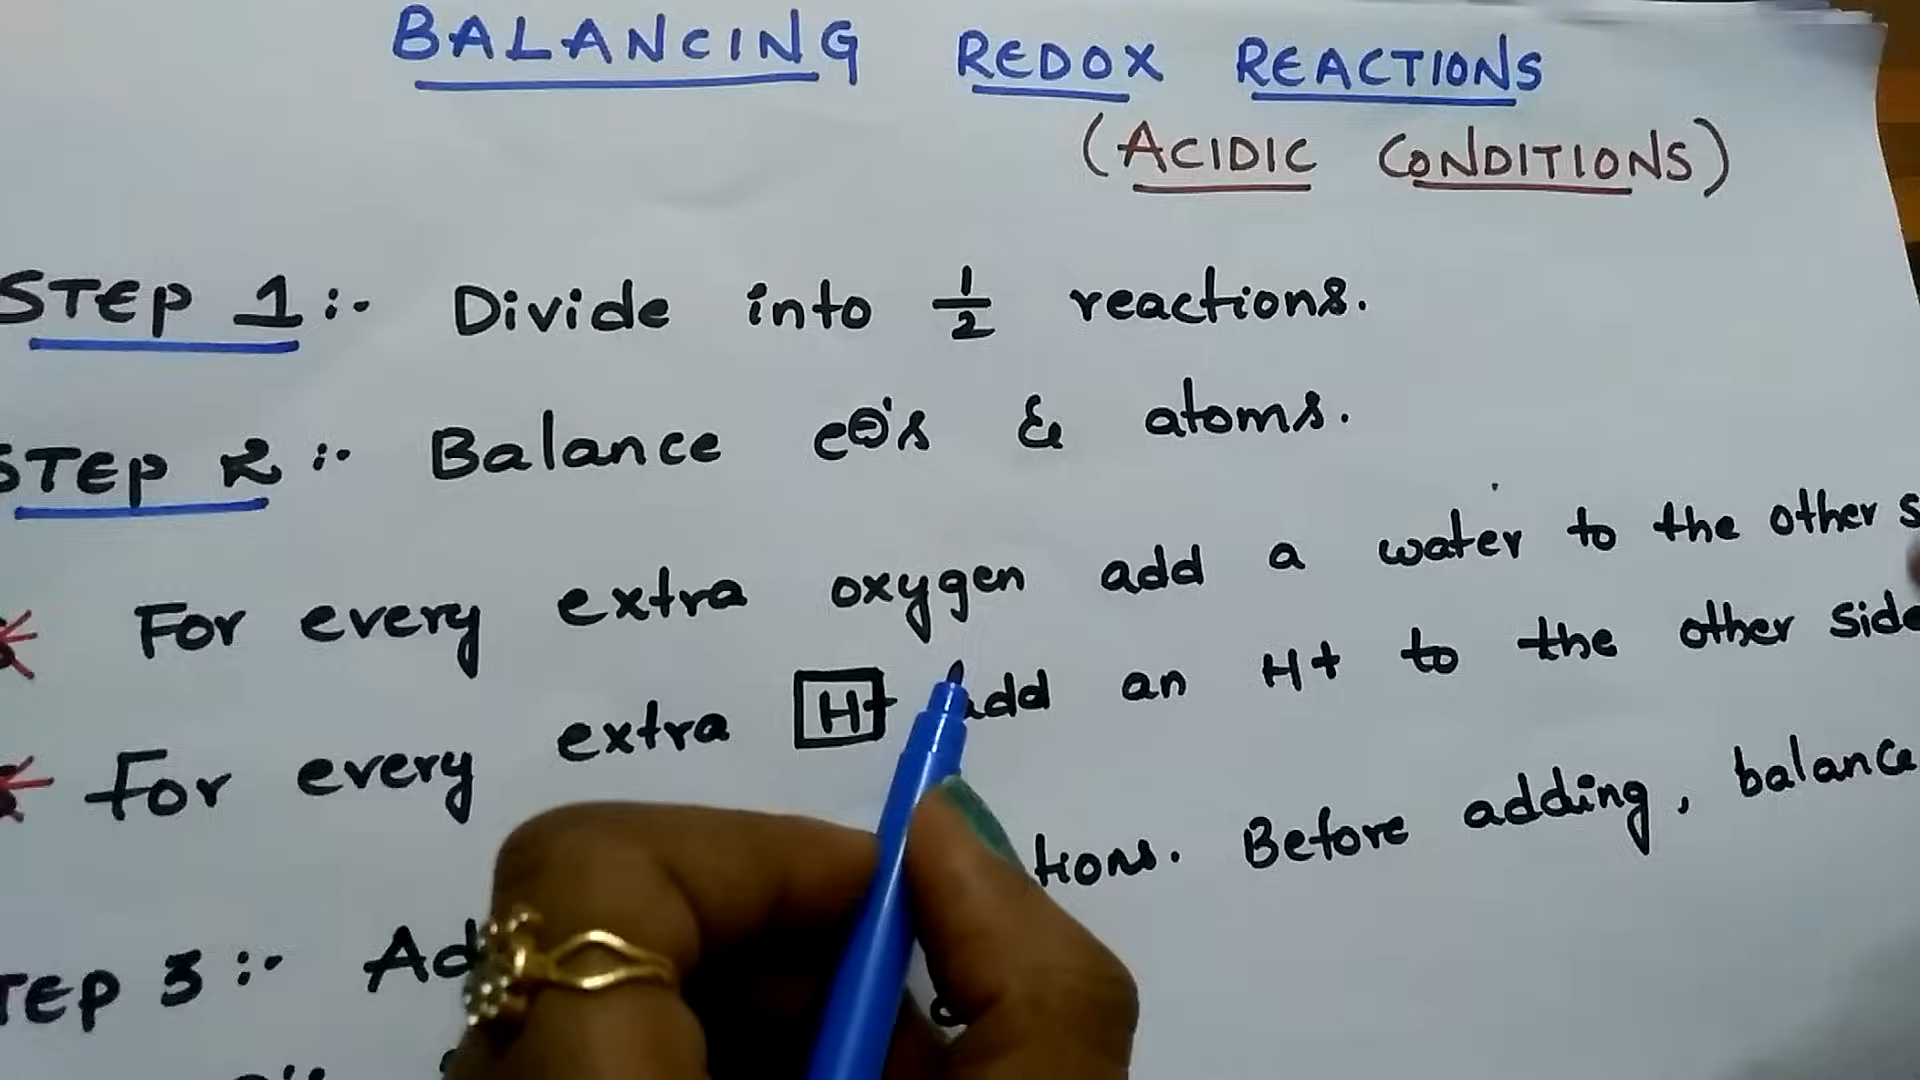 BALANCING REDOX REACTIONS
(ACIDIC CONDITIONS)
STEP 1:- Divide into 1/2 reactions.
STEP 2:- Balance e⊖'s & atoms.
For every extra oxygen add a water to the other
For every extra H+ add an H+ to the other side
STEP 3:- tions. Before adding, balance